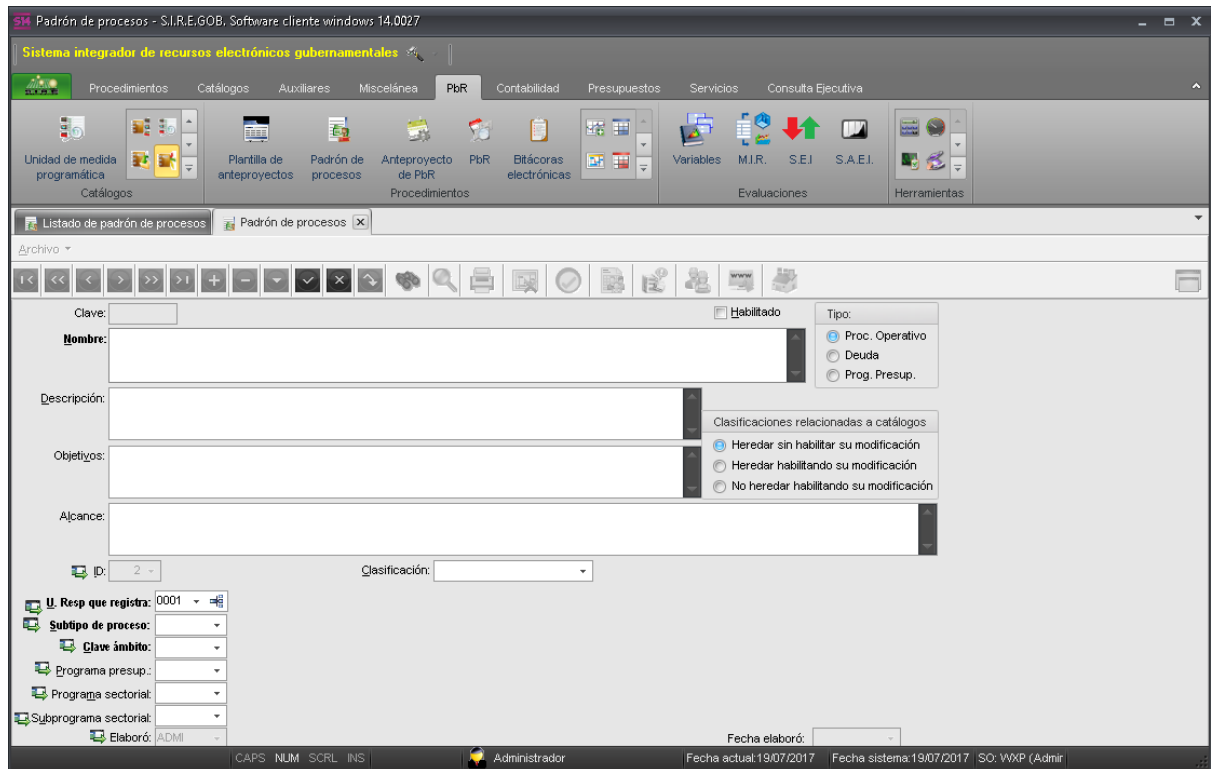 Padrón de procesos - S.I.R.E.GOB. Software cliente windows 14.0027
Sistema integrador de recursos electrónicos gubernamentales
Procedimientos Catálogos Auxiliares Miscelánea PbR Contabilidad Presupuestos Servicios Consulta Ejecutiva
Unidad de medida programática
Plantilla de anteproyectos
Padrón de procesos
Anteproyecto de PbR
PbR
Bitácoras electrónicas
Variables
M.I.R.
S.E.I
S.A.E.I.
Catálogos
Procedimientos
Evaluaciones
Herramientas
Listado de padrón de procesos
Padrón de procesos
Archivo
www
Clave:
Habilitado
Tipo:
Nombre:
Proc. Operativo
Deuda
Prog. Presup.
Descripción:
Clasificaciones relacionadas a catálogos
Heredar sin habilitar su modificación
Objetivos:
Heredar habilitando su modificación
No heredar habilitando su modificación
Alcance:
ID: 2
Clasificación:
U. Resp que registra: 0001
Subtipo de proceso:
Clave ámbito:
Programa presup.:
Programa sectorial:
Subprograma sectorial:
Elaboró: ADMI
Fecha elaboró:
CAPS NUM SCRL INS
Administrador
Fecha actual:19/07/2017
Fecha sistema:19/07/2017
SO: WXP (Admir